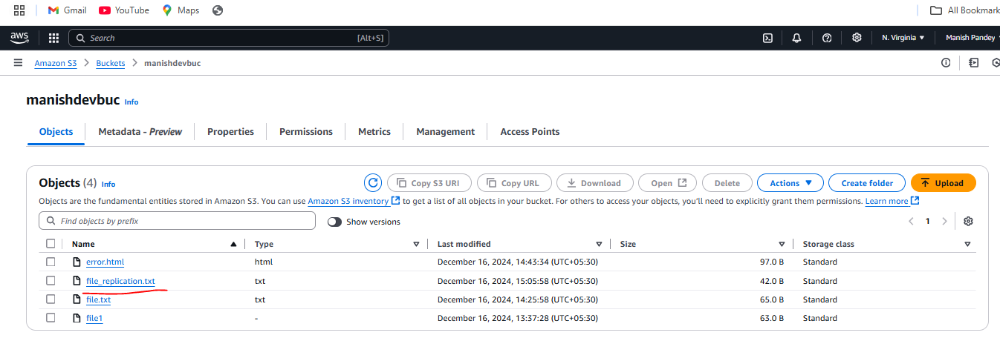 Gmail YouTube Maps All Bookmark
aws Search [Alt+S] N. Virginia Manish Pandey
Amazon S3 Buckets manishdevbuc
manishdevbuc Info
Objects Metadata - Preview Properties Permissions Metrics Management Access Points
Objects (4) Info Copy S3 URI Copy URL Download Open Delete Actions Create folder Upload
Objects are the fundamental entities stored in Amazon S3. You can use Amazon S3 inventory to get a list of all objects in your bucket. For others to access your objects, you'll need to explicitly grant them permissions. Learn more
Find objects by prefix Show versions 1
Name Type Last modified Size Storage class
error.html html December 16, 2024, 14:43:34 (UTC+05:30) 97.0 B Standard
file_replication.txt txt December 16, 2024, 15:05:58 (UTC+05:30) 42.0 B Standard
file.txt txt December 16, 2024, 14:25:58 (UTC+05:30) 65.0 B Standard
file1 - December 16, 2024, 13:37:28 (UTC+05:30) 63.0 B Standard